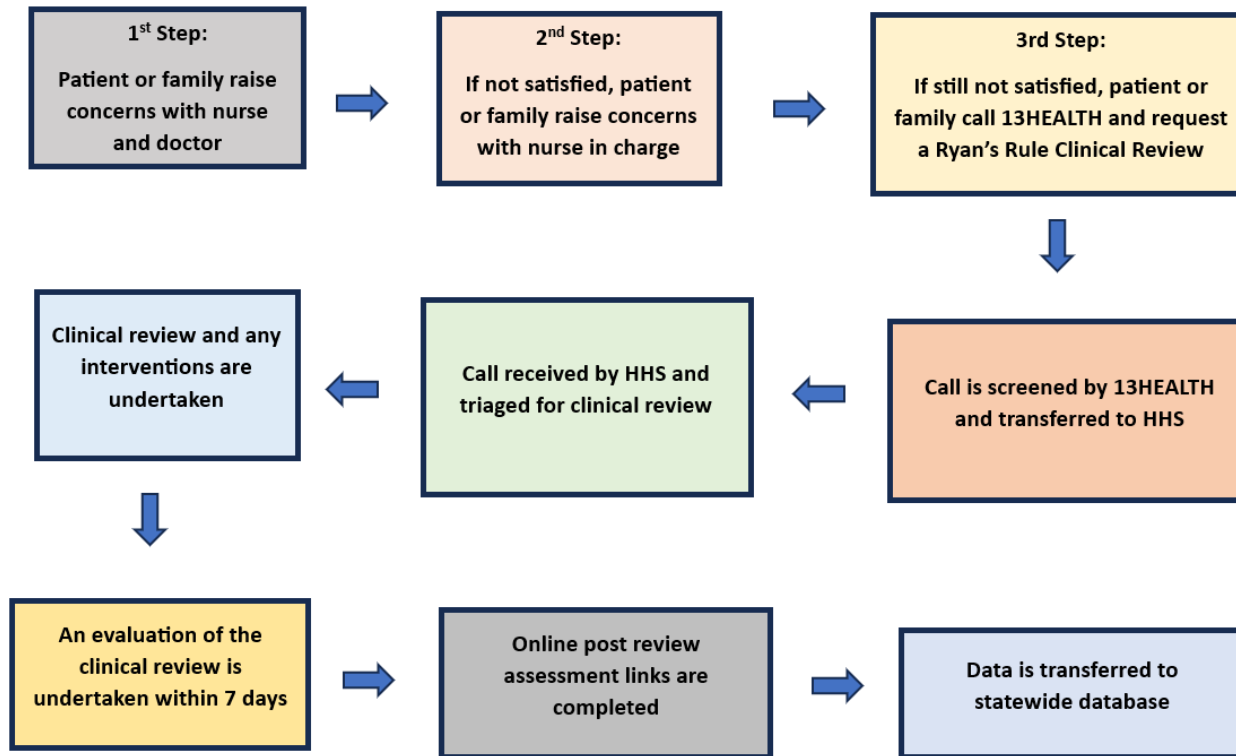 1st Step:
Patient or family raise
concerns with nurse
and doctor
2nd Step:
If not satisfied, patient
or family raise concerns
with nurse in charge
3rd Step:
If still not satisfied, patient or
family call 13HEALTH and request
a Ryan's Rule Clinical Review
Call is screened by 13HEALTH
and transferred to HHS
Call received by HHS and
triaged for clinical review
Clinical review and any
interventions are
undertaken
An evaluation of the
clinical review is
undertaken within 7 days
Online post review
assessment links are
completed
Data is transferred to
statewide database